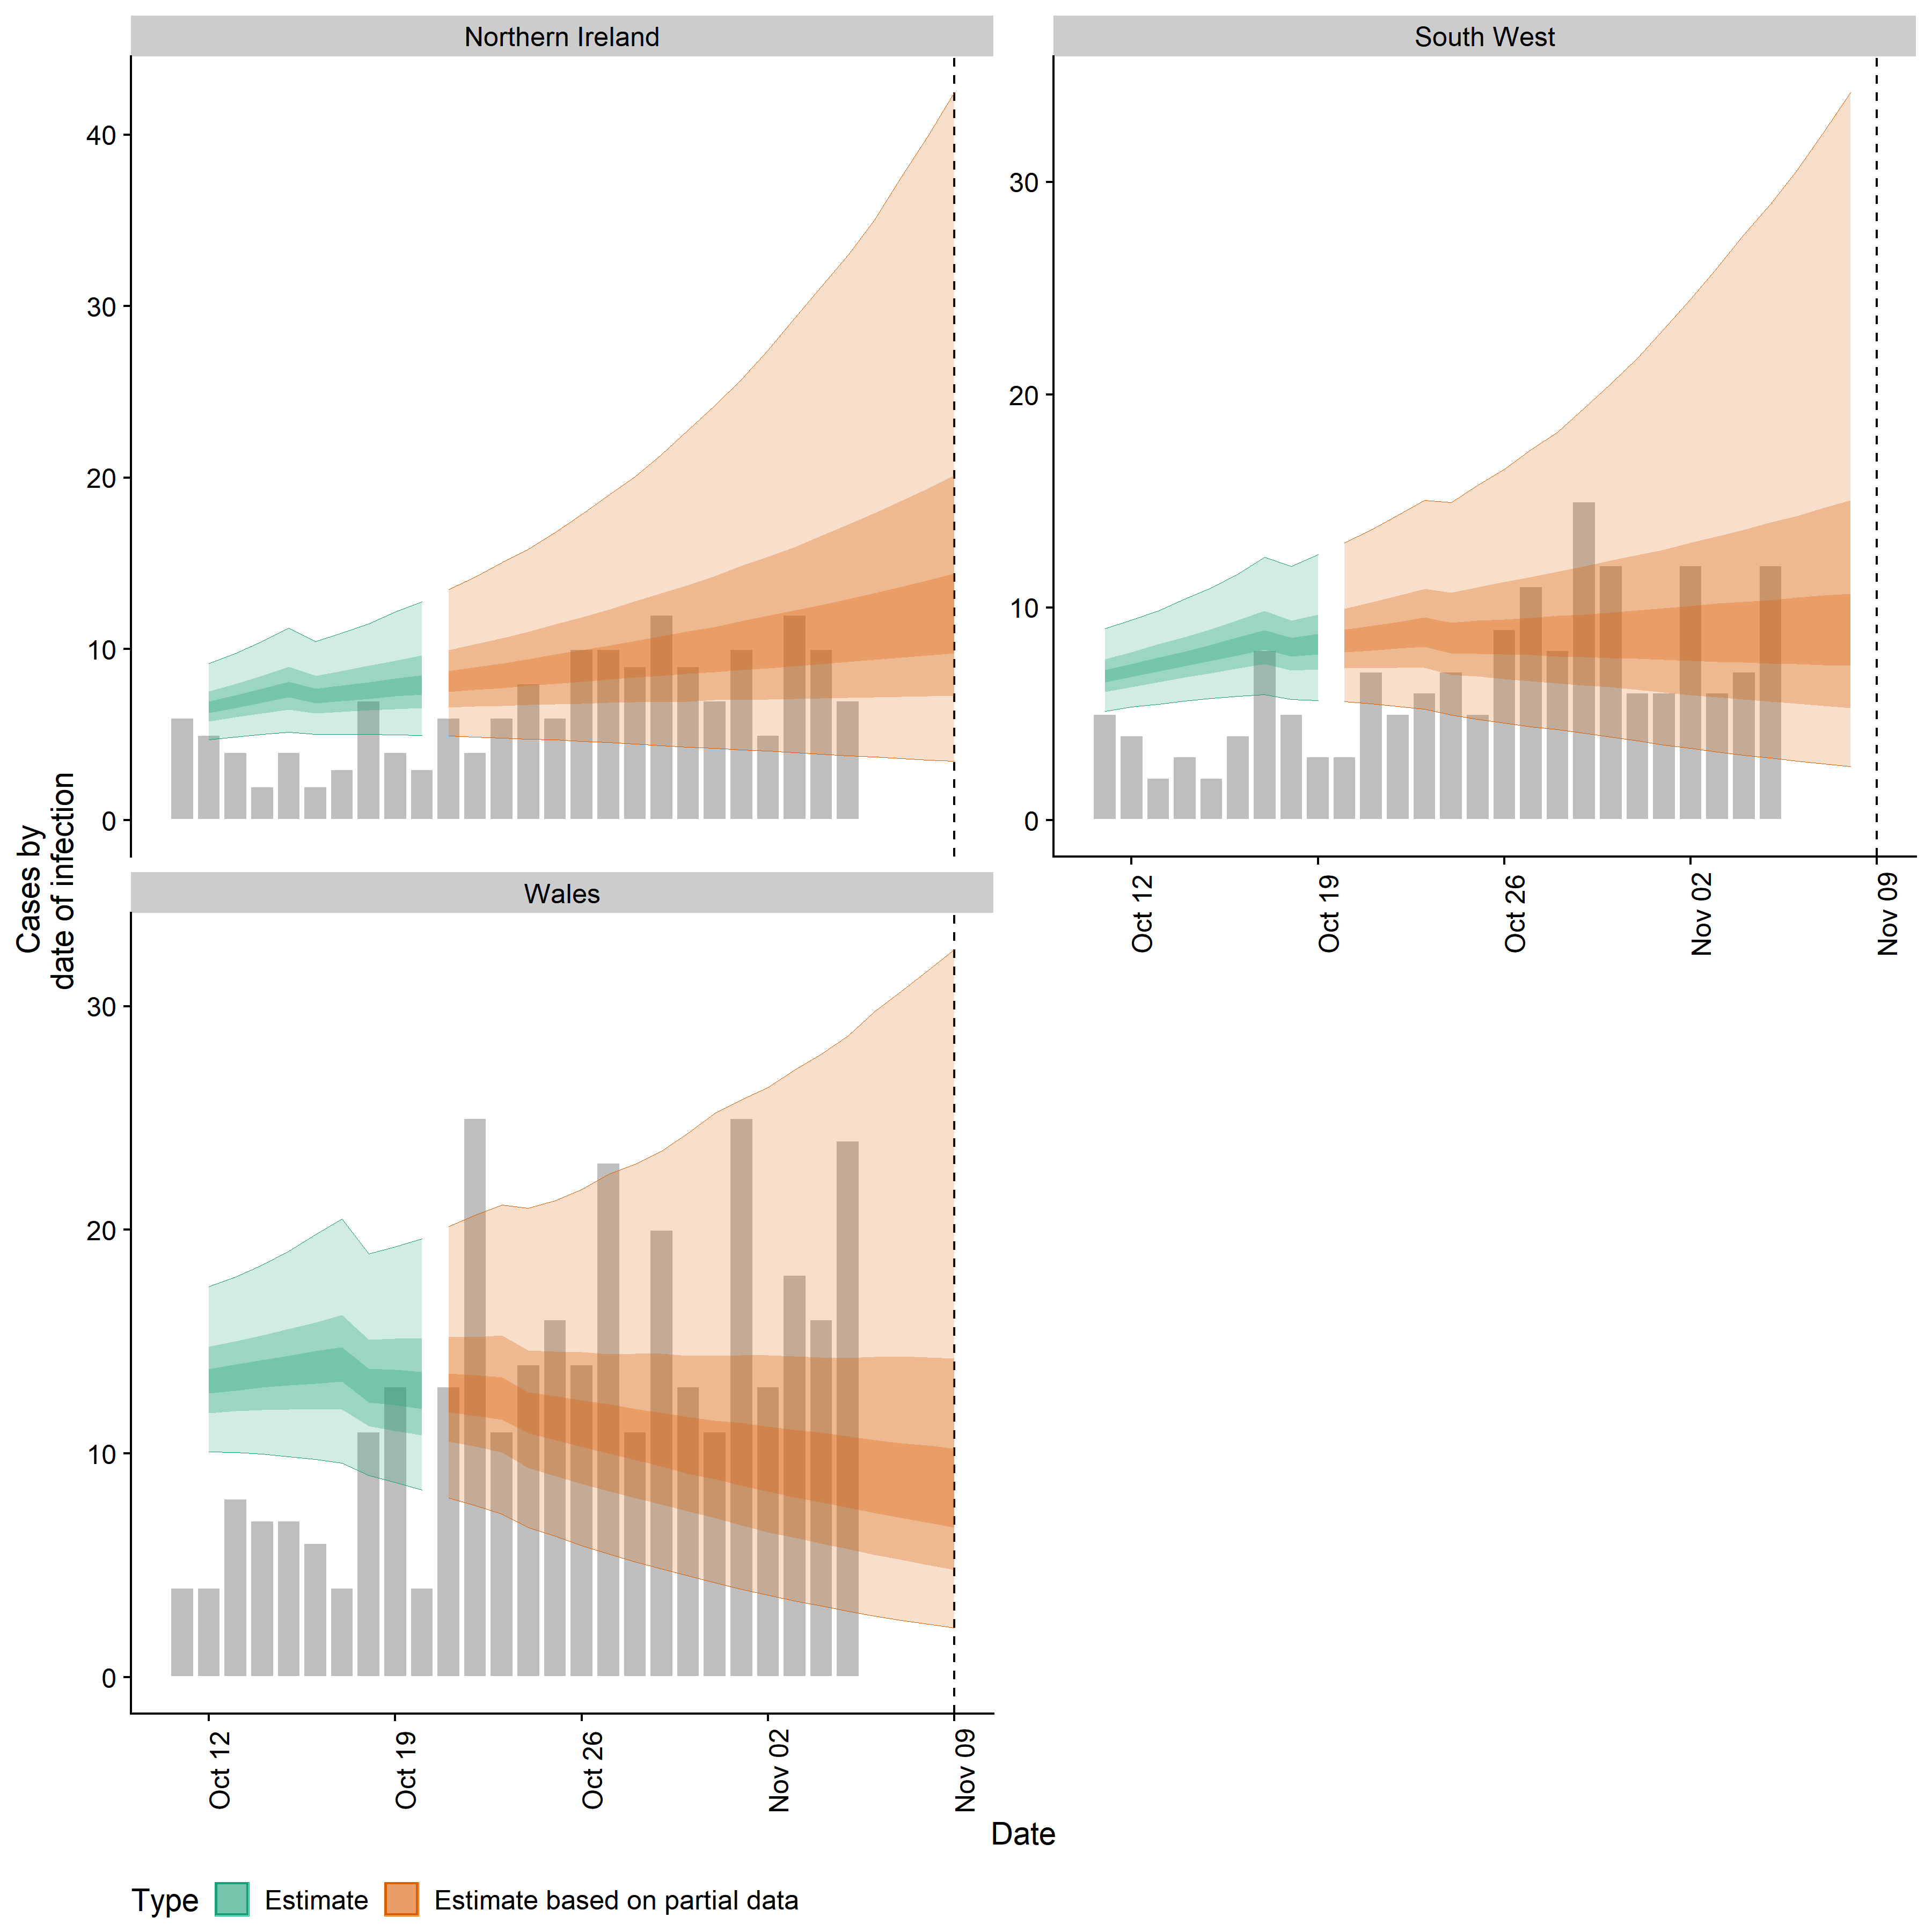 Northern Ireland
South West
40
30
20
10
0
30
20
10
0
Oct 12
Oct 19
Oct 26
Nov 02
Nov 09
Cases by
date of infection
Wales
30
20
10
0
Oct 12
Oct 19
Oct 26
Nov 02
Nov 09
Date
Type Estimate Estimate based on partial data